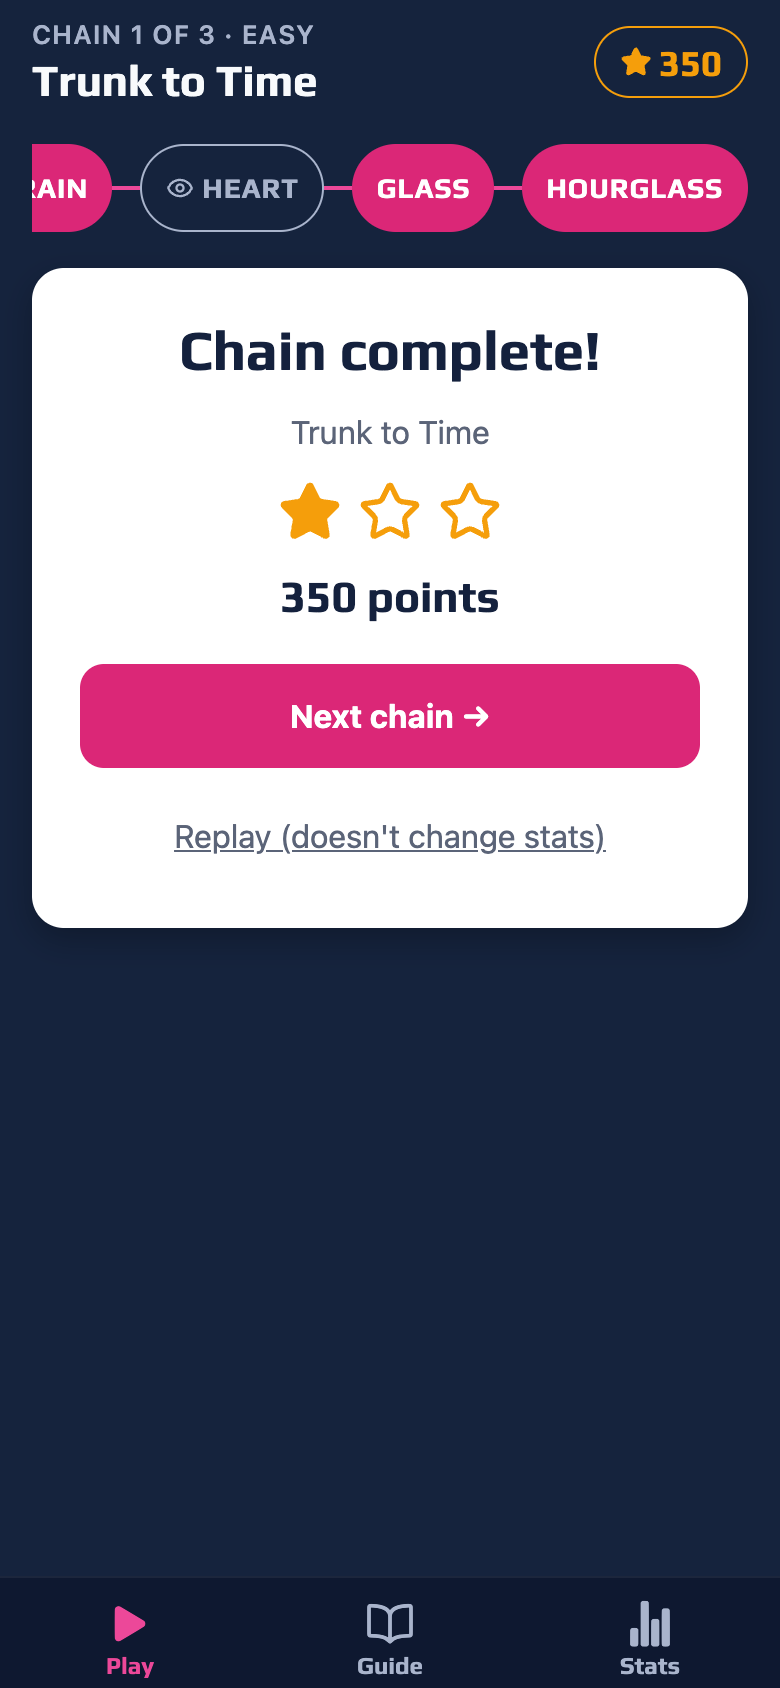 CHAIN 1 OF 3 · EASY
Trunk to Time
350
HEART
GLASS
HOURGLASS
Chain complete!
Trunk to Time
350 points
Next chain →
Replay (doesn't change stats)
Play
Guide
Stats